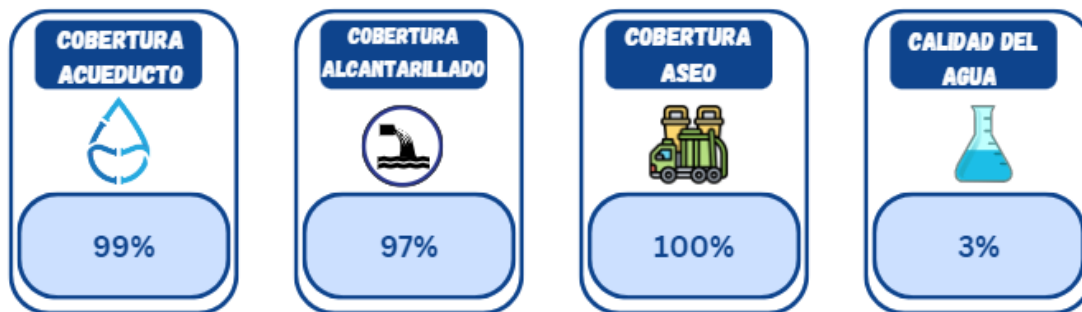 COBERTURA
ACUEDUCTO
99%
COBERTURA
ALCANTARILLADO
97%
COBERTURA
ASEO
100%
CALIDAD DEL
AGUA
3%